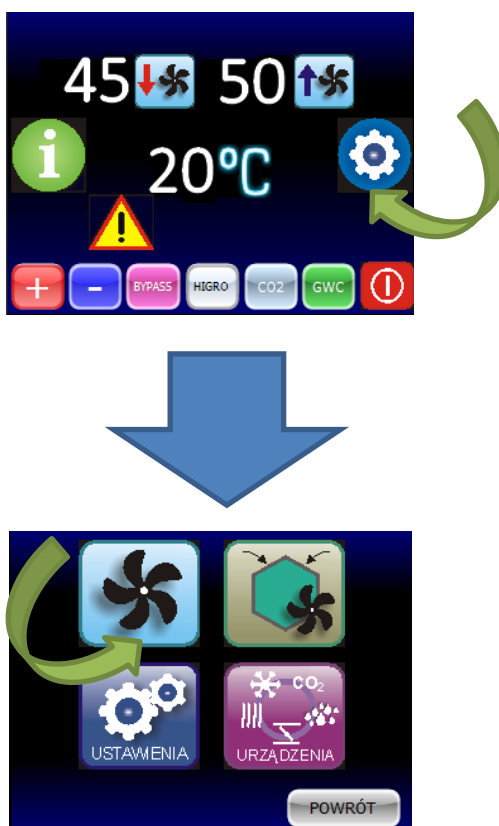 45 50
i
20°C
!
+ - BYPASS HIGRO CO2 GWC
CO₂
USTAWIENIA URZĄDZENIA
POWRÓT